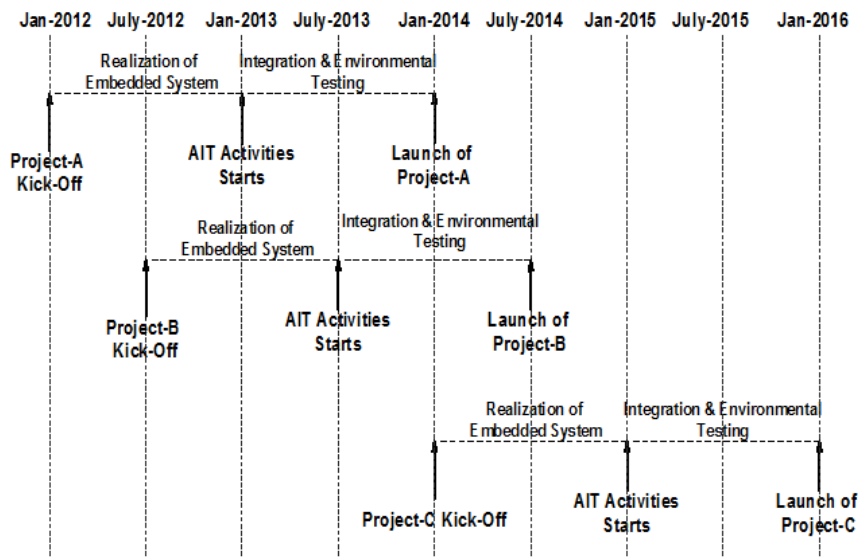 Jan-2012 July-2012 Jan-2013 July-2013 Jan-2014 July-2014 Jan-2015 July-2015 Jan-2016
Realization of
Embedded System
Integration & Environmental
Testing
Project-A
Kick-Off
AIT Activities
Starts
Launch of
Project-A
Realization of
Embedded System
Integration & Environmental
Testing
Project-B
Kick-Off
AIT Activities
Starts
Launch of
Project-B
Realization of
Embedded System
Integration & Environmental
Testing
Project-C Kick-Off
AIT Activities
Starts
Launch of
Project-C